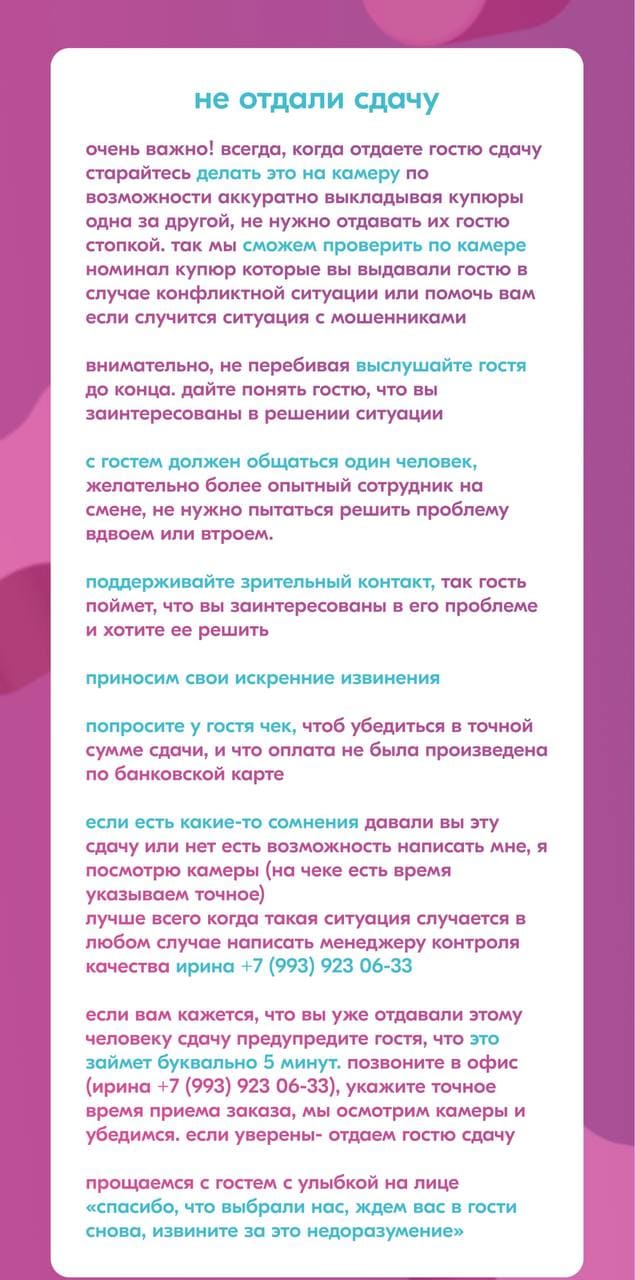 не отдали сдачу
очень важно! всегда, когда отдаете гостю сдачу
старайтесь делать это на камеру по
возможности аккуратно выкладывая купюры
одна за другой, не нужно отдавать их гостю
стопкой. так мы сможем проверить по камере
номинал купюр которые вы выдавали гостю в
случае конфликтной ситуации или помочь вам
если случится ситуация с мошенниками
внимательно, не перебивая выслушайте гостя
до конца. дайте понять гостю, что вы
заинтересованы в решении ситуации
с гостем должен общаться один человек,
желательно более опытный сотрудник на
смене, не нужно пытаться решить проблему
вдвоем или втроем.
поддерживайте зрительный контакт, так гость
поймет, что вы заинтересованы в его проблеме
и хотите ее решить
приносим свои искренние извинения
попросите у гостя чек, чтоб убедиться в точной
сумме сдачи, и что оплата не была произведена
по банковской карте
если есть какие-то сомнения давали вы эту
сдачу или нет есть возможность написать мне, я
посмотрю камеры (на чеке есть время
указываем точное)
лучше всего когда такая ситуация случается в
любом случае написать менеджеру контроля
качества ирина +7 (993) 923 06-33
если вам кажется, что вы уже отдавали этому
человеку сдачу предупредите гостя, что это
займет буквально 5 минут. позвоните в офис
(ирина +7 (993) 923 06-33), укажите точное
время приема заказа, мы осмотрим камеры и
убедимся. если уверены- отдаем гостю сдачу
прощаемся с гостем с улыбкой на лице
«спасибо, что выбрали нас, ждем вас в гости
снова, извините за это недоразумение»